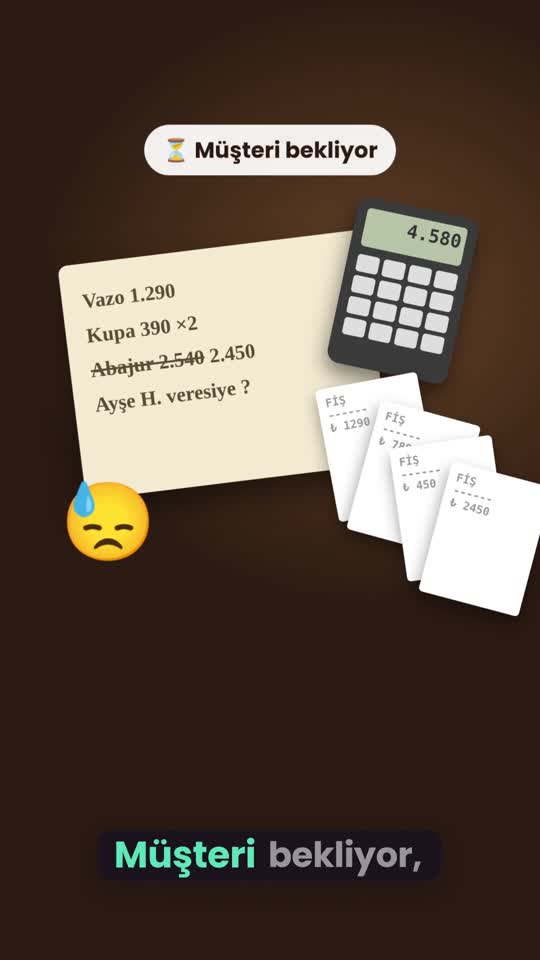 Müşteri bekliyor
4.580
Vazo 1.290
Kupa 390 ×2
Abajur 2.540 2.450
Ayşe H. veresiye ?
FİŞ
------
₺ 1290
FİŞ
------
FİŞ
------
₺ 450
FİŞ
------
₺ 2450
Müşteri bekliyor,